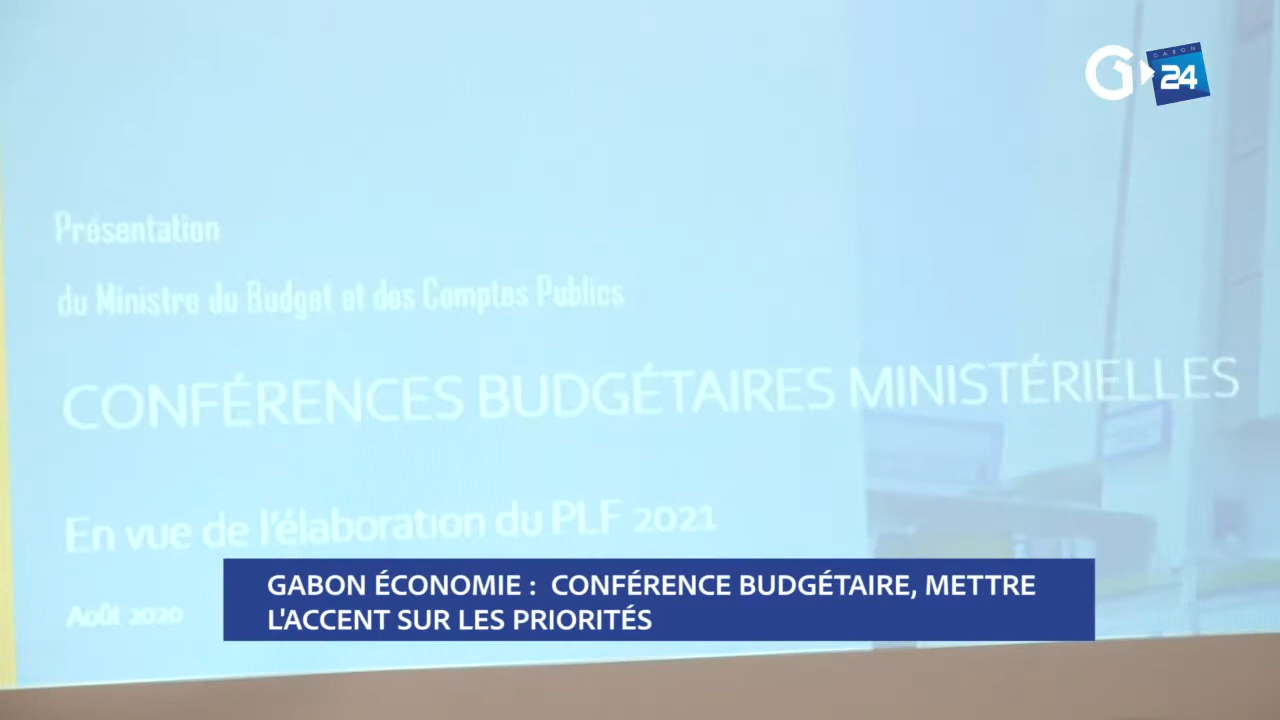 GABON
G 24
Présentation
du Ministre du Budget et des Comptes Publics
CONFÉRENCES BUDGÉTAIRES MINISTÉRIELLES
En vue de l'élaboration du PLF 2021
Août 2020
GABON ÉCONOMIE : CONFÉRENCE BUDGÉTAIRE, METTRE
L'ACCENT SUR LES PRIORITÉS